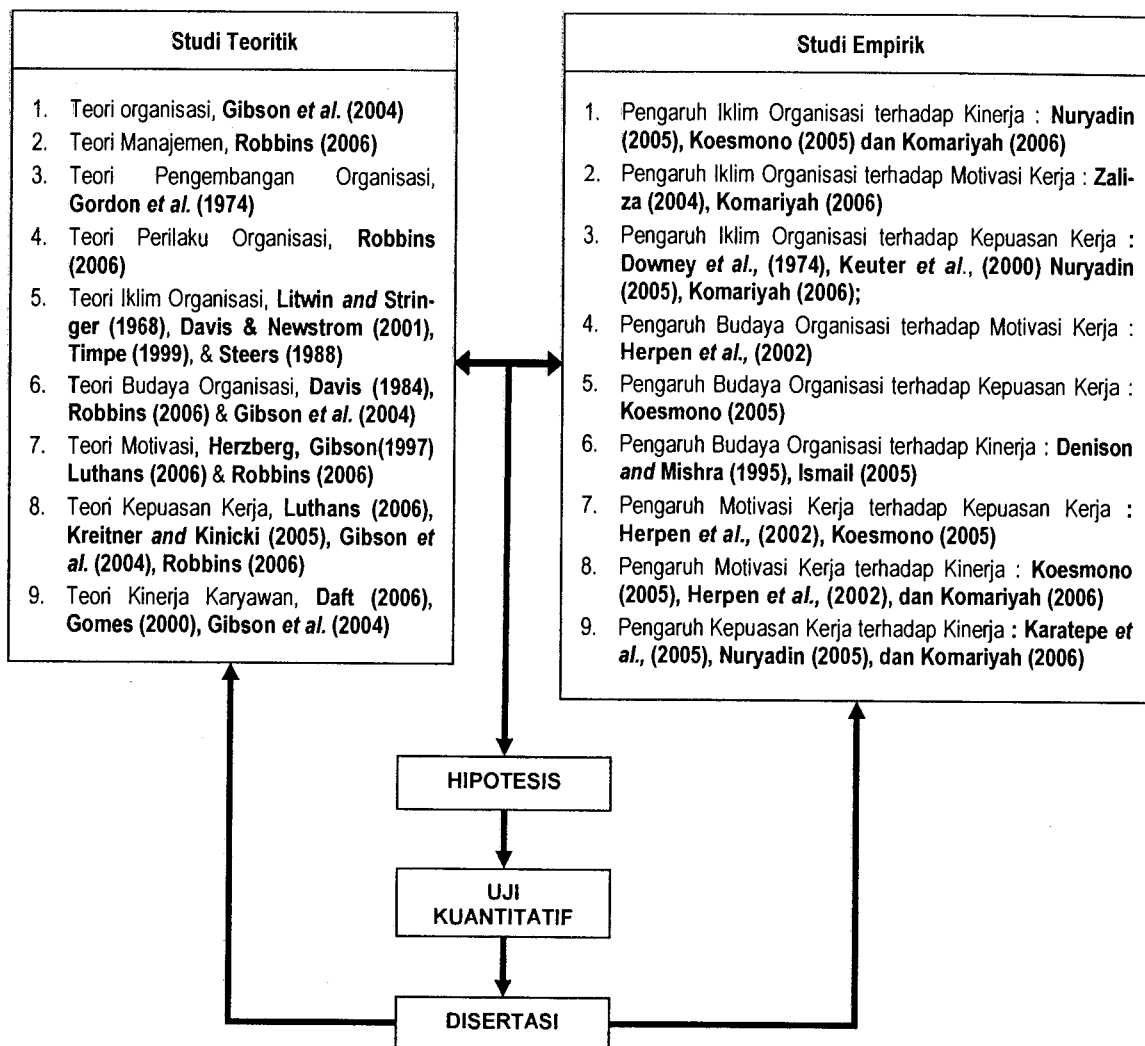 Studi Teoritik
1. Teori organisasi, Gibson et al. (2004)
2. Teori Manajemen, Robbins (2006)
3. Teori Pengembangan Organisasi,
Gordon et al. (1974)
4. Teori Perilaku Organisasi, Robbins
(2006)
5. Teori Iklim Organisasi, Litwin and Strin-
ger (1968), Davis & Newstrom (2001),
Timpe (1999), & Steers (1988)
6. Teori Budaya Organisasi, Davis (1984),
Robbins (2006) & Gibson et al. (2004)
7. Teori Motivasi, Herzberg, Gibson(1997)
Luthans (2006) & Robbins (2006)
8. Teori Kepuasan Kerja, Luthans (2006),
Kreitner and Kinicki (2005), Gibson et
al. (2004), Robbins (2006)
9. Teori Kinerja Karyawan, Daft (2006),
Gomes (2000), Gibson et al. (2004)
Studi Empirik
1. Pengaruh Iklim Organisasi terhadap Kinerja : Nuryadin
(2005), Koesmono (2005) dan Komariyah (2006)
2. Pengaruh Iklim Organisasi terhadap Motivasi Kerja : Zali-
za (2004), Komariyah (2006)
3. Pengaruh Iklim Organisasi terhadap Kepuasan Kerja :
Downey et al., (1974), Keuter et al., (2000) Nuryadin
(2005), Komariyah (2006);
4. Pengaruh Budaya Organisasi terhadap Motivasi Kerja :
Herpen et al., (2002)
5. Pengaruh Budaya Organisasi terhadap Kepuasan Kerja :
Koesmono (2005)
6. Pengaruh Budaya Organisasi terhadap Kinerja : Denison
and Mishra (1995), Ismail (2005)
7. Pengaruh Motivasi Kerja terhadap Kepuasan Kerja :
Herpen et al., (2002), Koesmono (2005)
8. Pengaruh Motivasi Kerja terhadap Kinerja : Koesmono
(2005), Herpen et al., (2002), dan Komariyah (2006)
9. Pengaruh Kepuasan Kerja terhadap Kinerja : Karatepe et
al., (2005), Nuryadin (2005), dan Komariyah (2006)
HIPOTESIS
UJI
KUANTITATIF
DISERTASI